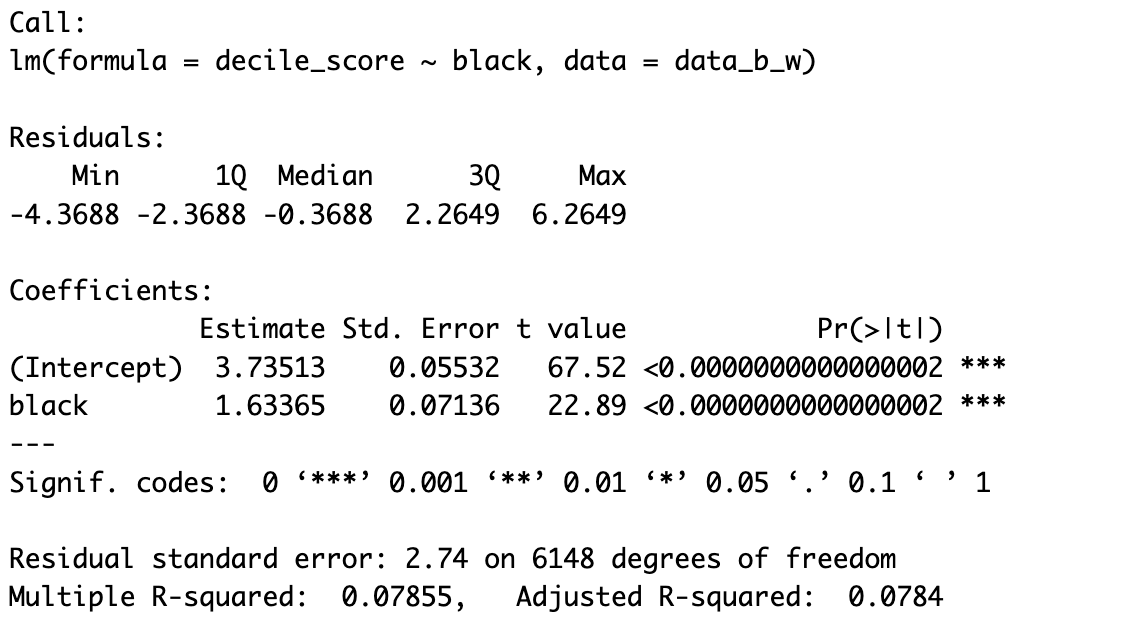 Call:
lm(formula = decile_score ~ black, data = data_b_w)
Residuals:
Min 1Q Median 3Q Max
-4.3688 -2.3688 -0.3688 2.2649 6.2649
Coefficients:
Estimate Std. Error t value Pr(>|t|)
(Intercept) 3.73513 0.05532 67.52 <0.0000000000000002 ***
black 1.63365 0.07136 22.89 <0.0000000000000002 ***
---
Signif. codes: 0 ‘***’ 0.001 ‘**’ 0.01 ‘*’ 0.05 ‘.’ 0.1 ‘ ’ 1
Residual standard error: 2.74 on 6148 degrees of freedom
Multiple R-squared: 0.07855, Adjusted R-squared: 0.0784